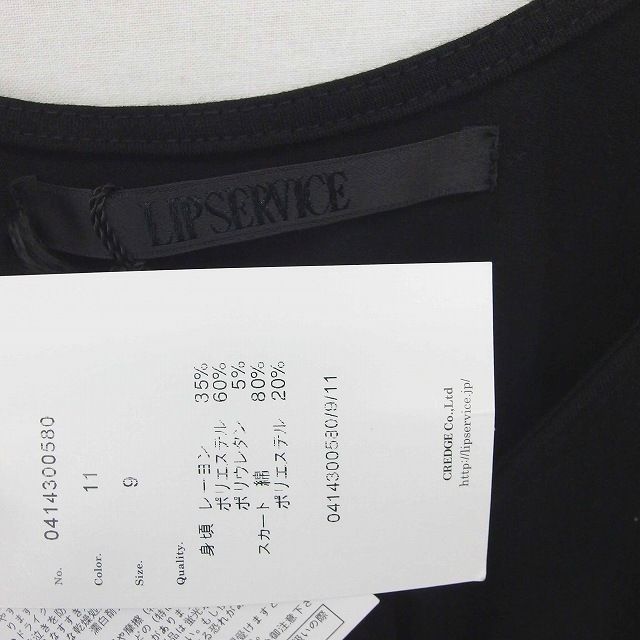 LIP SERVICE
No. 0414300580
Color. 11
Size. 9
Quality. 身頃 レーヨン 35%
ポリエステル 60%
ポリウレタン 5%
スカート 綿 80%
ポリエステル 20%
0414300580/9/11
CREDGE Co.,Ltd
http://lipservice.jp/